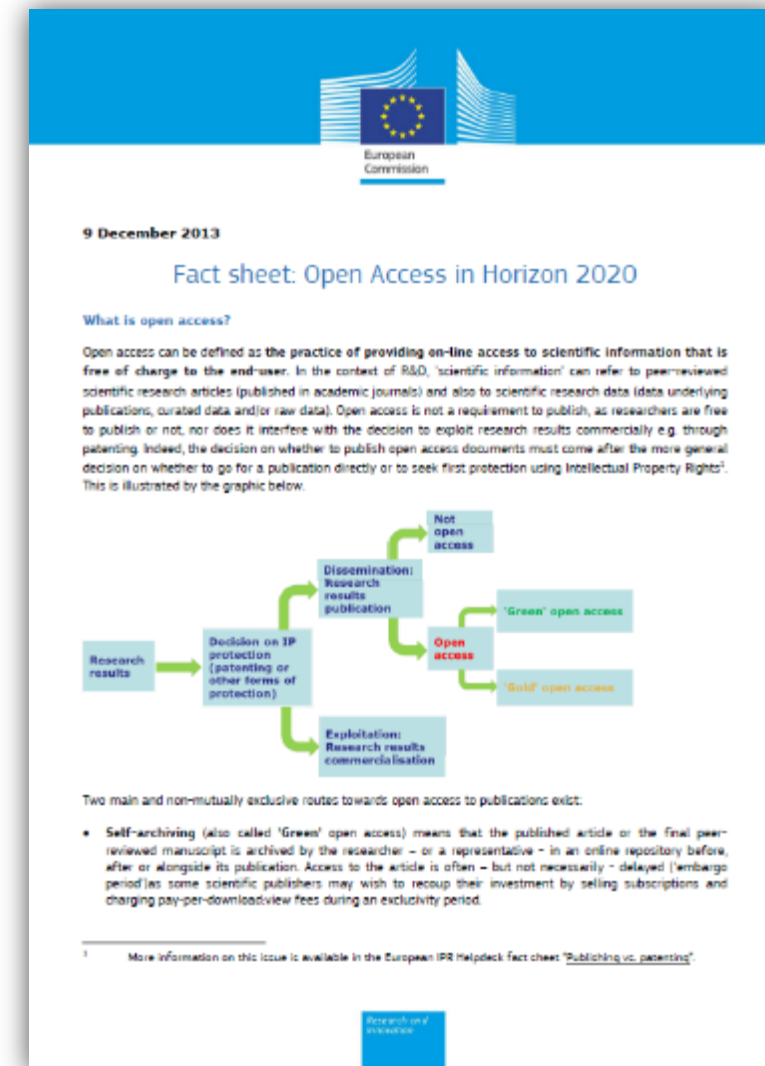 European
Commission
9 December 2013
Fact sheet: Open Access in Horizon 2020
What is open access?
Open access can be defined as the practice of providing on-line access to scientific information that is
free of charge to the end-user. In the context of R&D, 'scientific information' can refer to peer-reviewed
scientific research articles (published in academic journals) and also to scientific research data (data underlying
publications, curated data and/or raw data). Open access is not a requirement to publish, as researchers are free
to publish or not, nor does it interfere with the decision to exploit research results commercially e.g. through
patenting. Indeed, the decision on whether to publish open access documents must come after the more general
decision on whether to go for a publication directly or to seek first protection using Intellectual Property Rights¹.
This is illustrated by the graphic below.
Research
results
Decision on IP
protection
(patenting or
other forms of
protection)
Dissemination:
Research
results
publication
Not
open
access
Open
access
'Green' open access
'Gold' open access
Exploitation:
Research results
commercialisation
Two main and non-mutually exclusive routes towards open access to publications exist:
• Self-archiving (also called 'Green' open access) means that the published article or the final peer-
reviewed manuscript is archived by the researcher – or a representative - in an online repository before,
after or alongside its publication. Access to the article is often – but not necessarily - delayed ('embargo
period')as some scientific publishers may wish to recoup their investment by selling subscriptions and
charging pay-per-download:view fees during an exclusivity period.
1 More information on this issue is available in the European IPR Helpdeck fact cheet "Publiching vc. patenting".
Research and
innovation